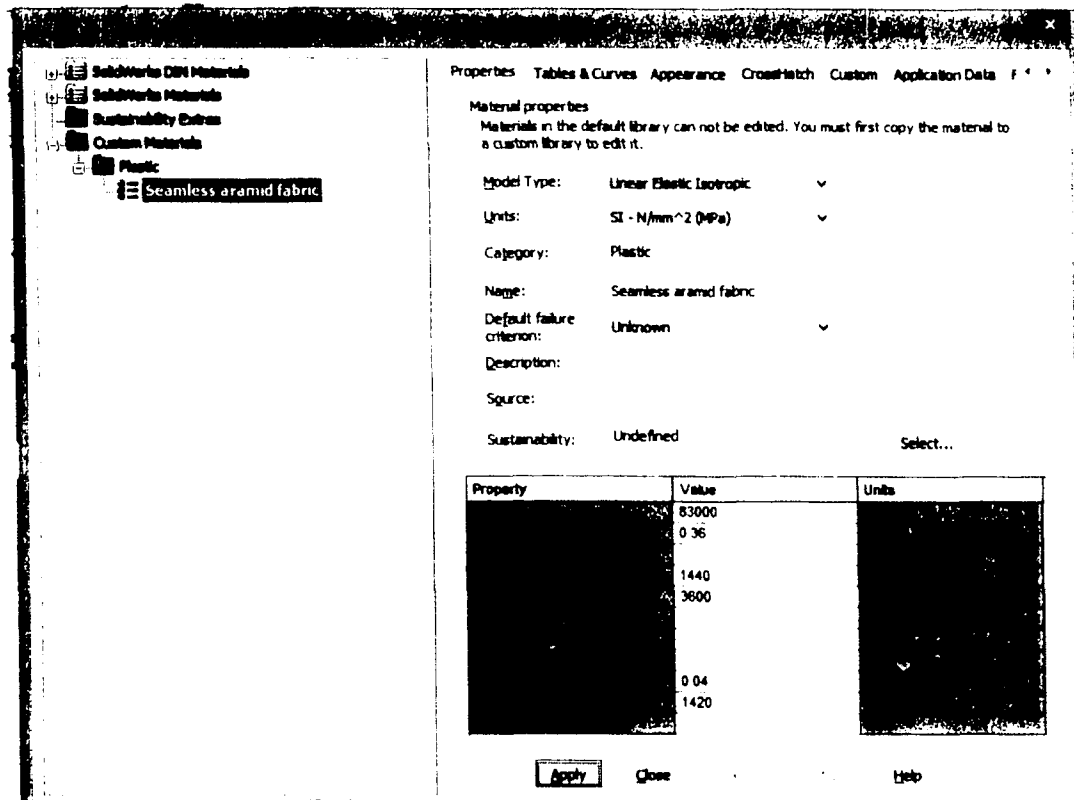 SolidWorks DIN Materials
SolidWorks Materials
Sustainability Extras
Custom Materials
Plastic
Seamless aramid fabric
Properties Tables & Curves Appearance CrossHatch Custom Application Data F
Material properties
Materials in the default library can not be edited. You must first copy the material to
a custom library to edit it.
Model Type: Linear Elastic Isotropic
Units: SI - N/mm^2 (MPa)
Category: Plastic
Name: Seamless aramid fabric
Default failure
criterion: Unknown
Description:
Source:
Sustainability: Undefined Select...
Property Value Units
83000
0 36
1440
3600
0 04
1420
Apply Close Help